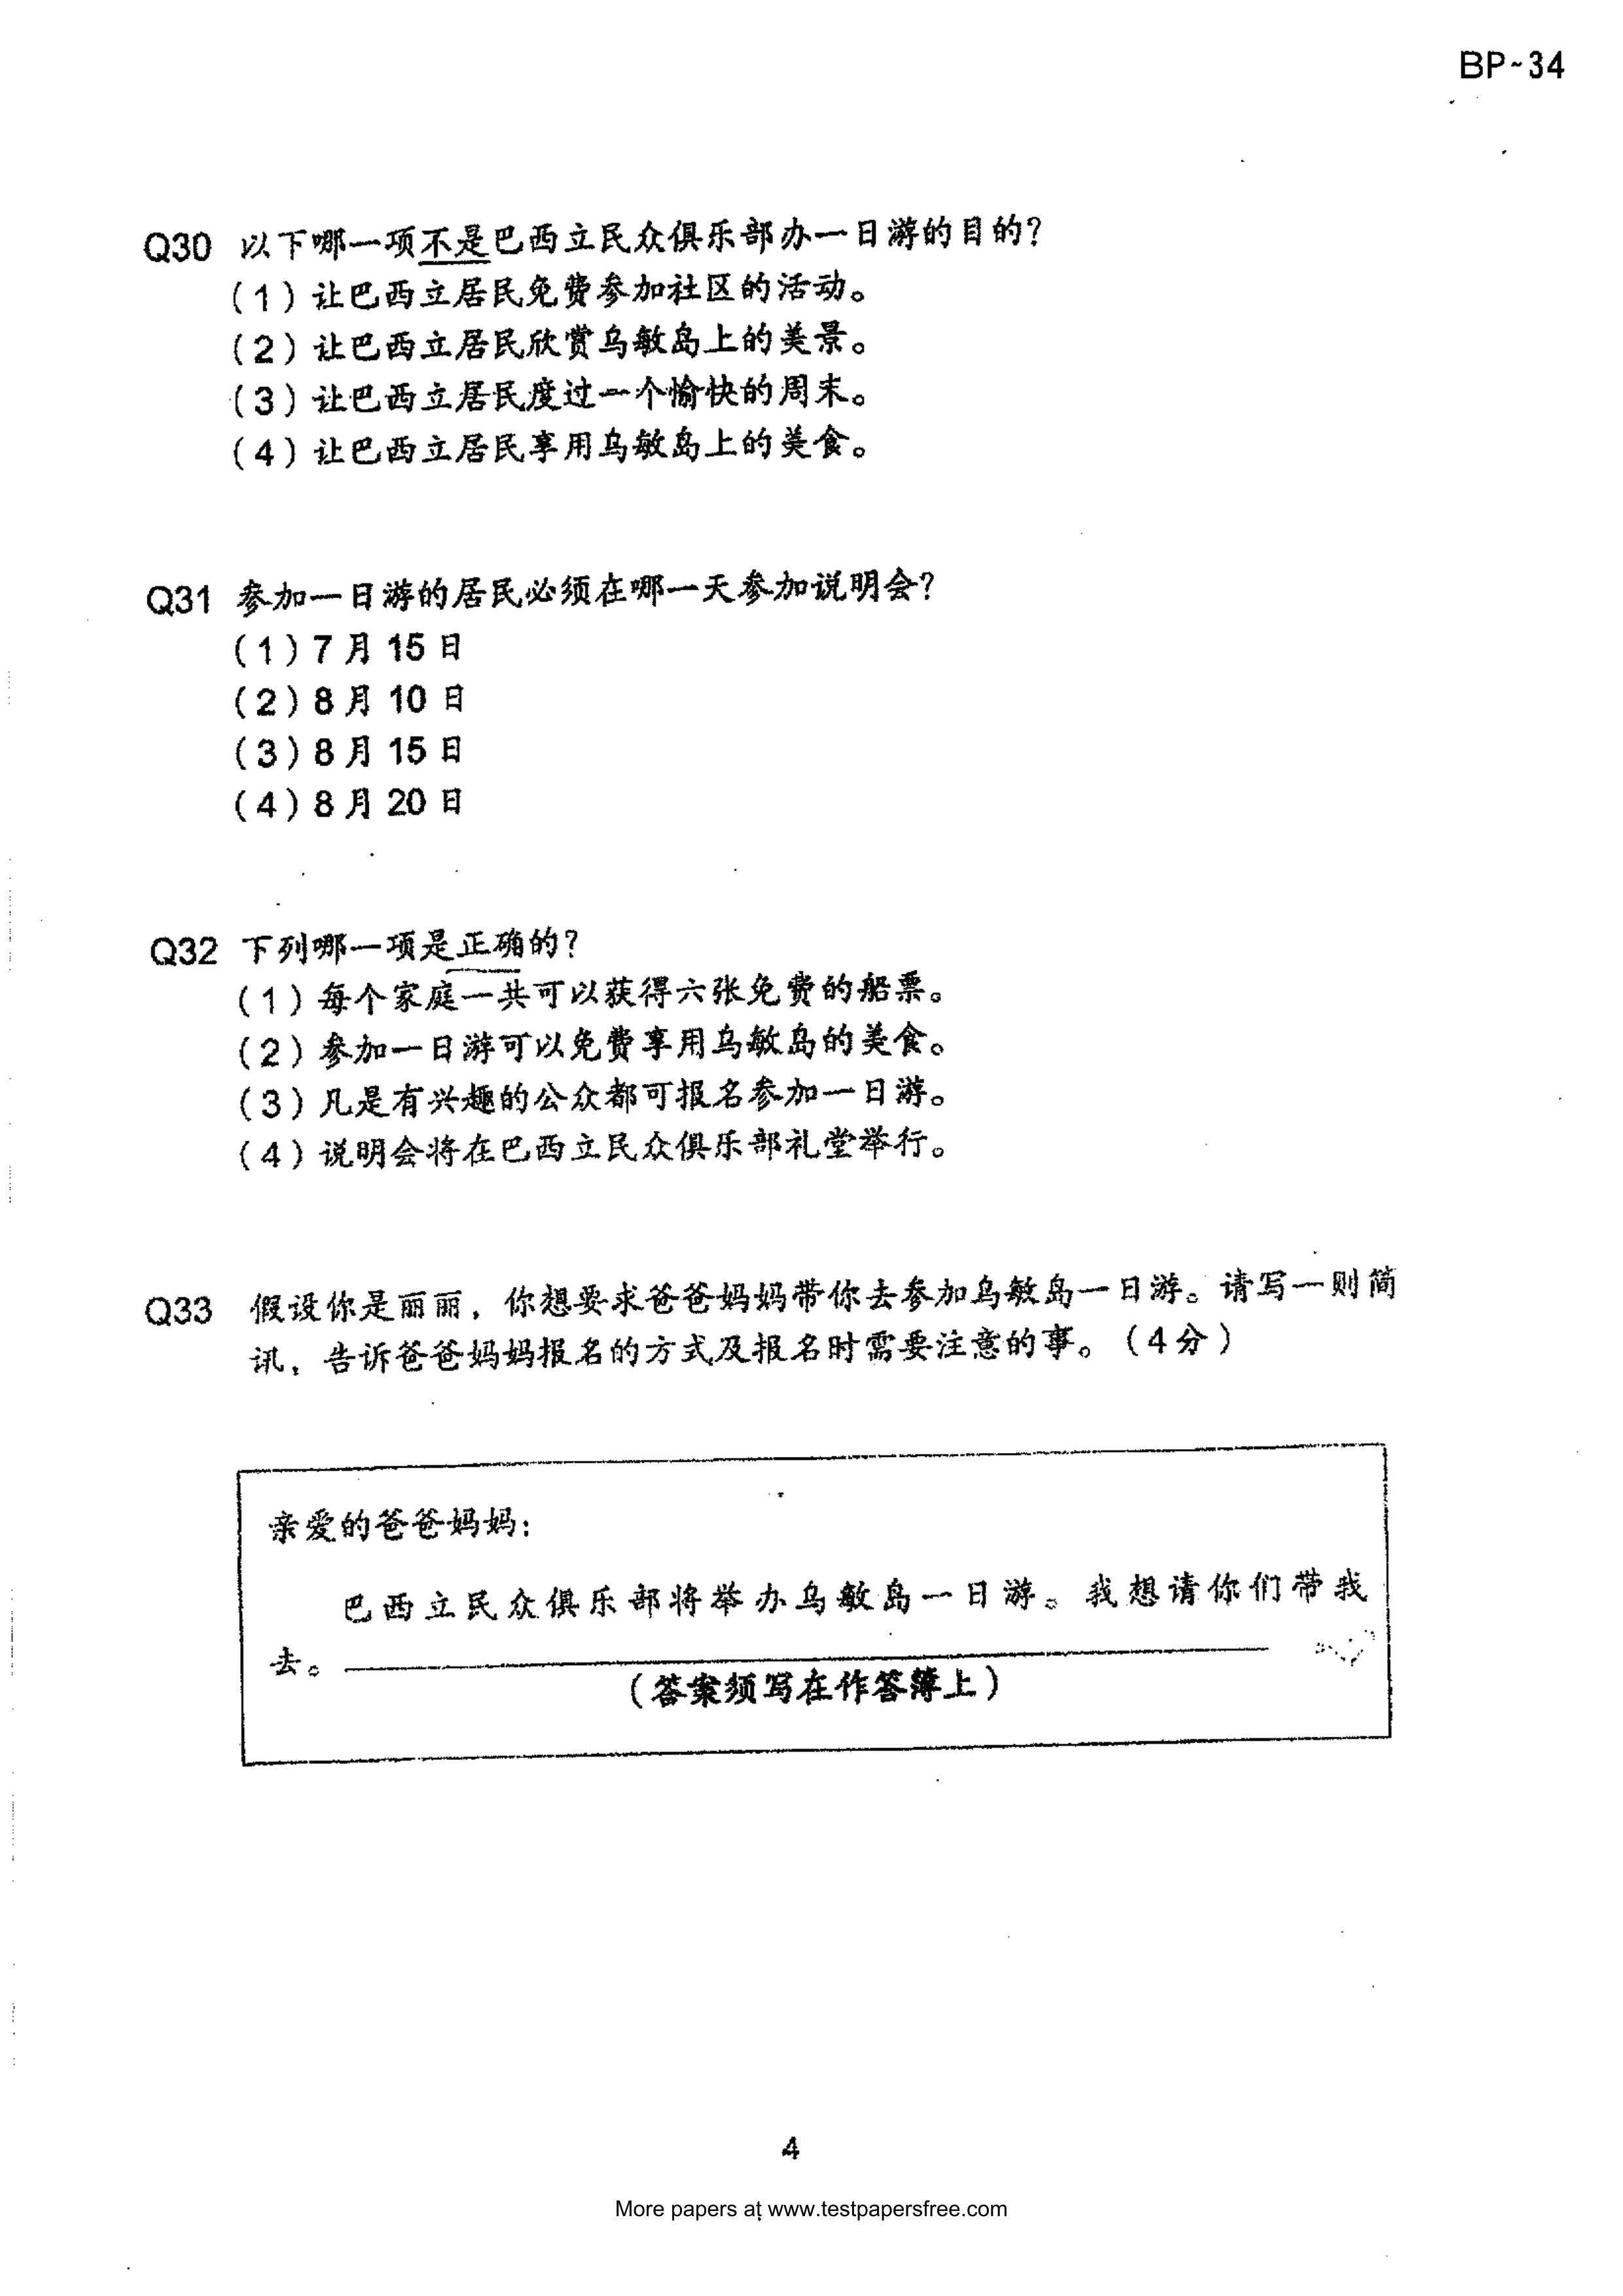 BP~34
Q30 以下哪一项不是巴西立民众俱乐部办一日游的目的?
(1) 让巴西立居民免费参加社区的活动。
(2) 让巴西立居民欣赏乌敏岛上的美景。
(3) 让巴西立居民度过一个愉快的周末。
(4) 让巴西立居民享用乌敏岛上的美食。
Q31 参加一日游的居民必须在哪一天参加说明会?
(1) 7 月 15 日
(2) 8 月 10 日
(3) 8 月 15 日
(4) 8 月 20 日
Q32 下列哪一项是正确的?
(1) 每个家庭一共可以获得六张免费的船票。
(2) 参加一日游可以免费享用乌敏岛的美食。
(3) 凡是有兴趣的公众都可报名参加一日游。
(4) 说明会将在巴西立民众俱乐部礼堂举行。
Q33 假设你是丽丽，你想要求爸爸妈妈带你去参加乌敏岛一日游。请写一则简
讯，告诉爸爸妈妈报名的方式及报名时需要注意的事。(4分)
亲爱的爸爸妈妈:
巴西立民众俱乐部将举办乌敏岛一日游。我想请你们带我
去。
(答案须写在作答簿上)
4
More papers at www.testpapersfree.com